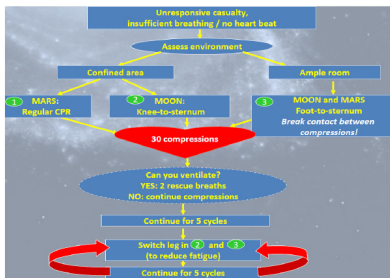 Unresponsive casualty,
insufficient breathing / no heart beat
Assess environment
Confined area
Ample room
1 MARS:
Regular CPR
2 MOON:
Knee-to-sternum
3 MOON and MARS
Foot-to-sternum
Break contact between
compressions!
30 compressions
Can you ventilate?
YES: 2 rescue breaths
NO: continue compressions
Continue for 5 cycles
Switch leg in 2 and 3
(to reduce fatigue)
Continue for 5 cycles